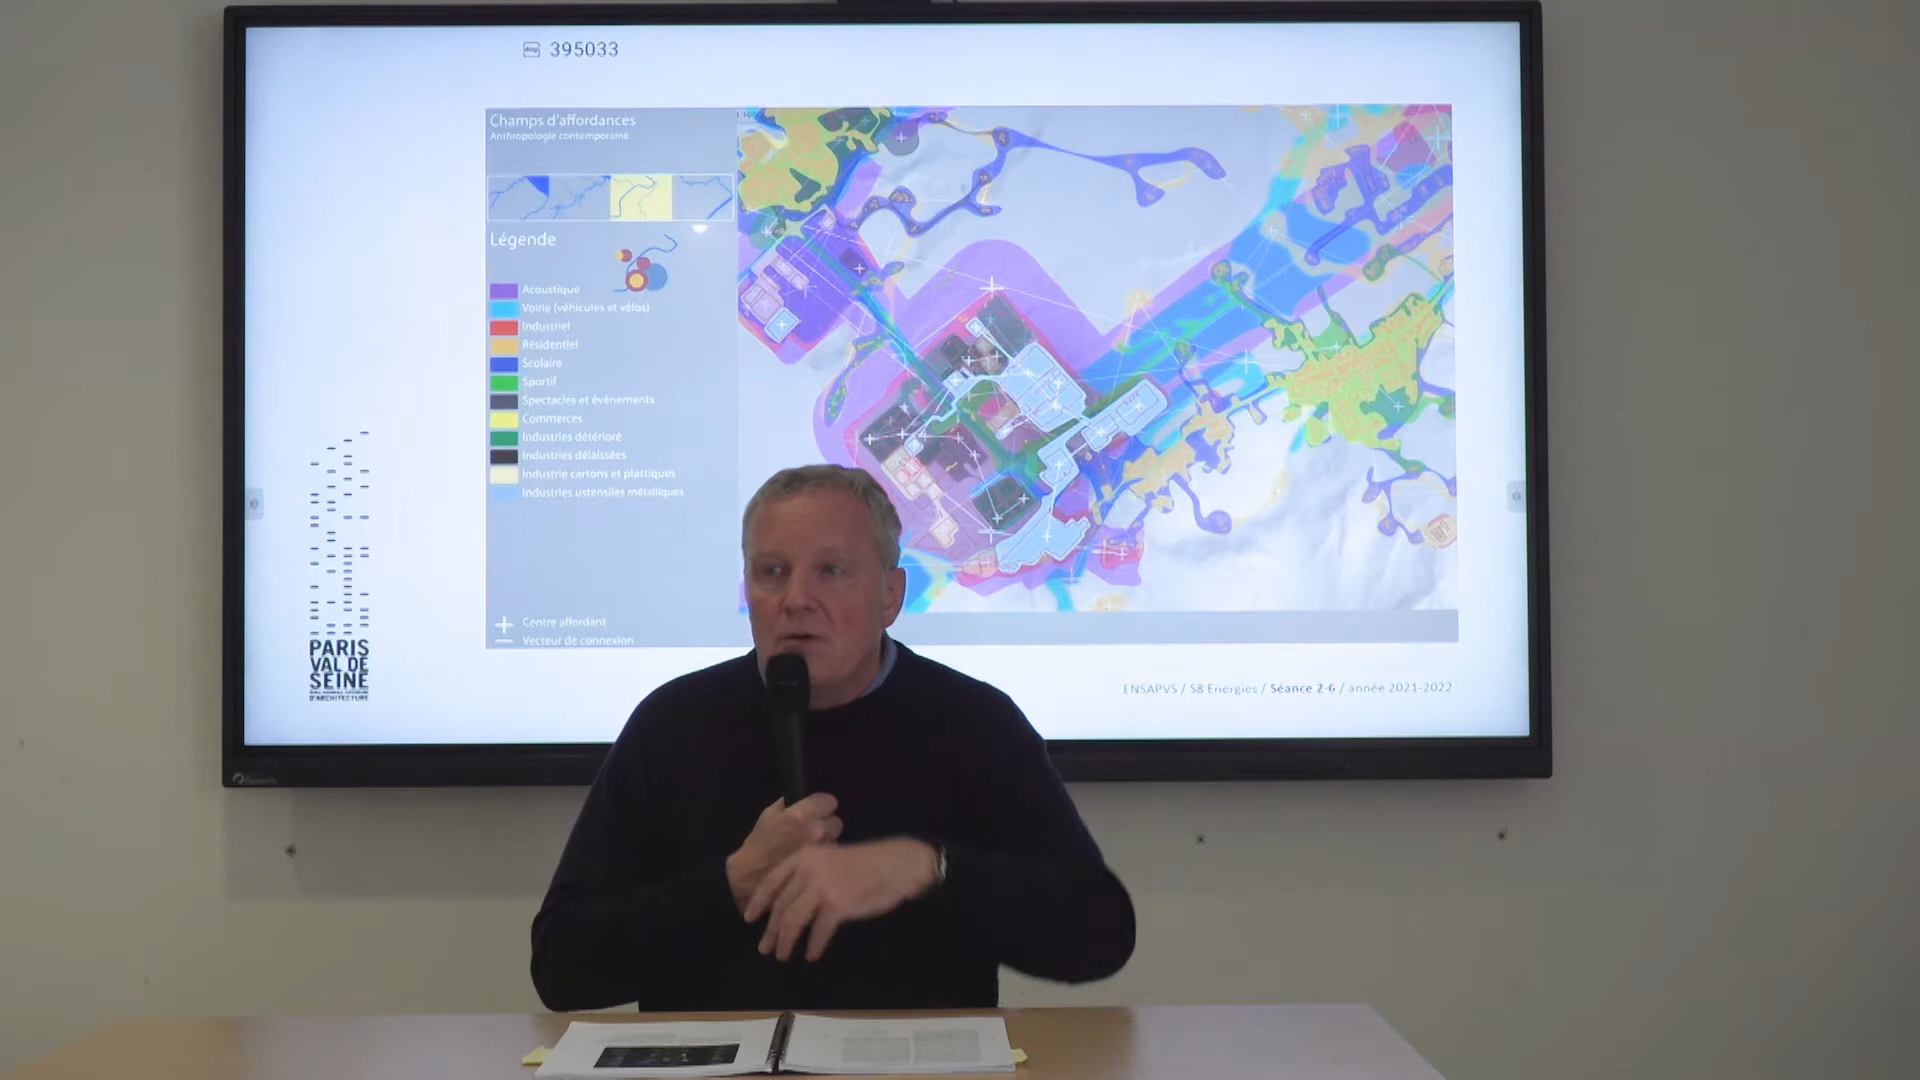 395033
Champs d'affordances
Anthropologie contemporaine
Légende
Acoustique
Voirie (véhicules et vélos)
Industriel
Résidentiel
Scolaire
Sportif
Spectacles et évènements
Commerces
Industries détérioré
Industries délaissées
Industrie cartons et plastiques
Industries ustensiles métalliques
Centre affordant
Vecteur de connexion
PARIS
VAL DE
SEINE
D'ARCHITECTURE
ENSAPVS / S8 Energies / Séance 2-6 / année 2021-2022